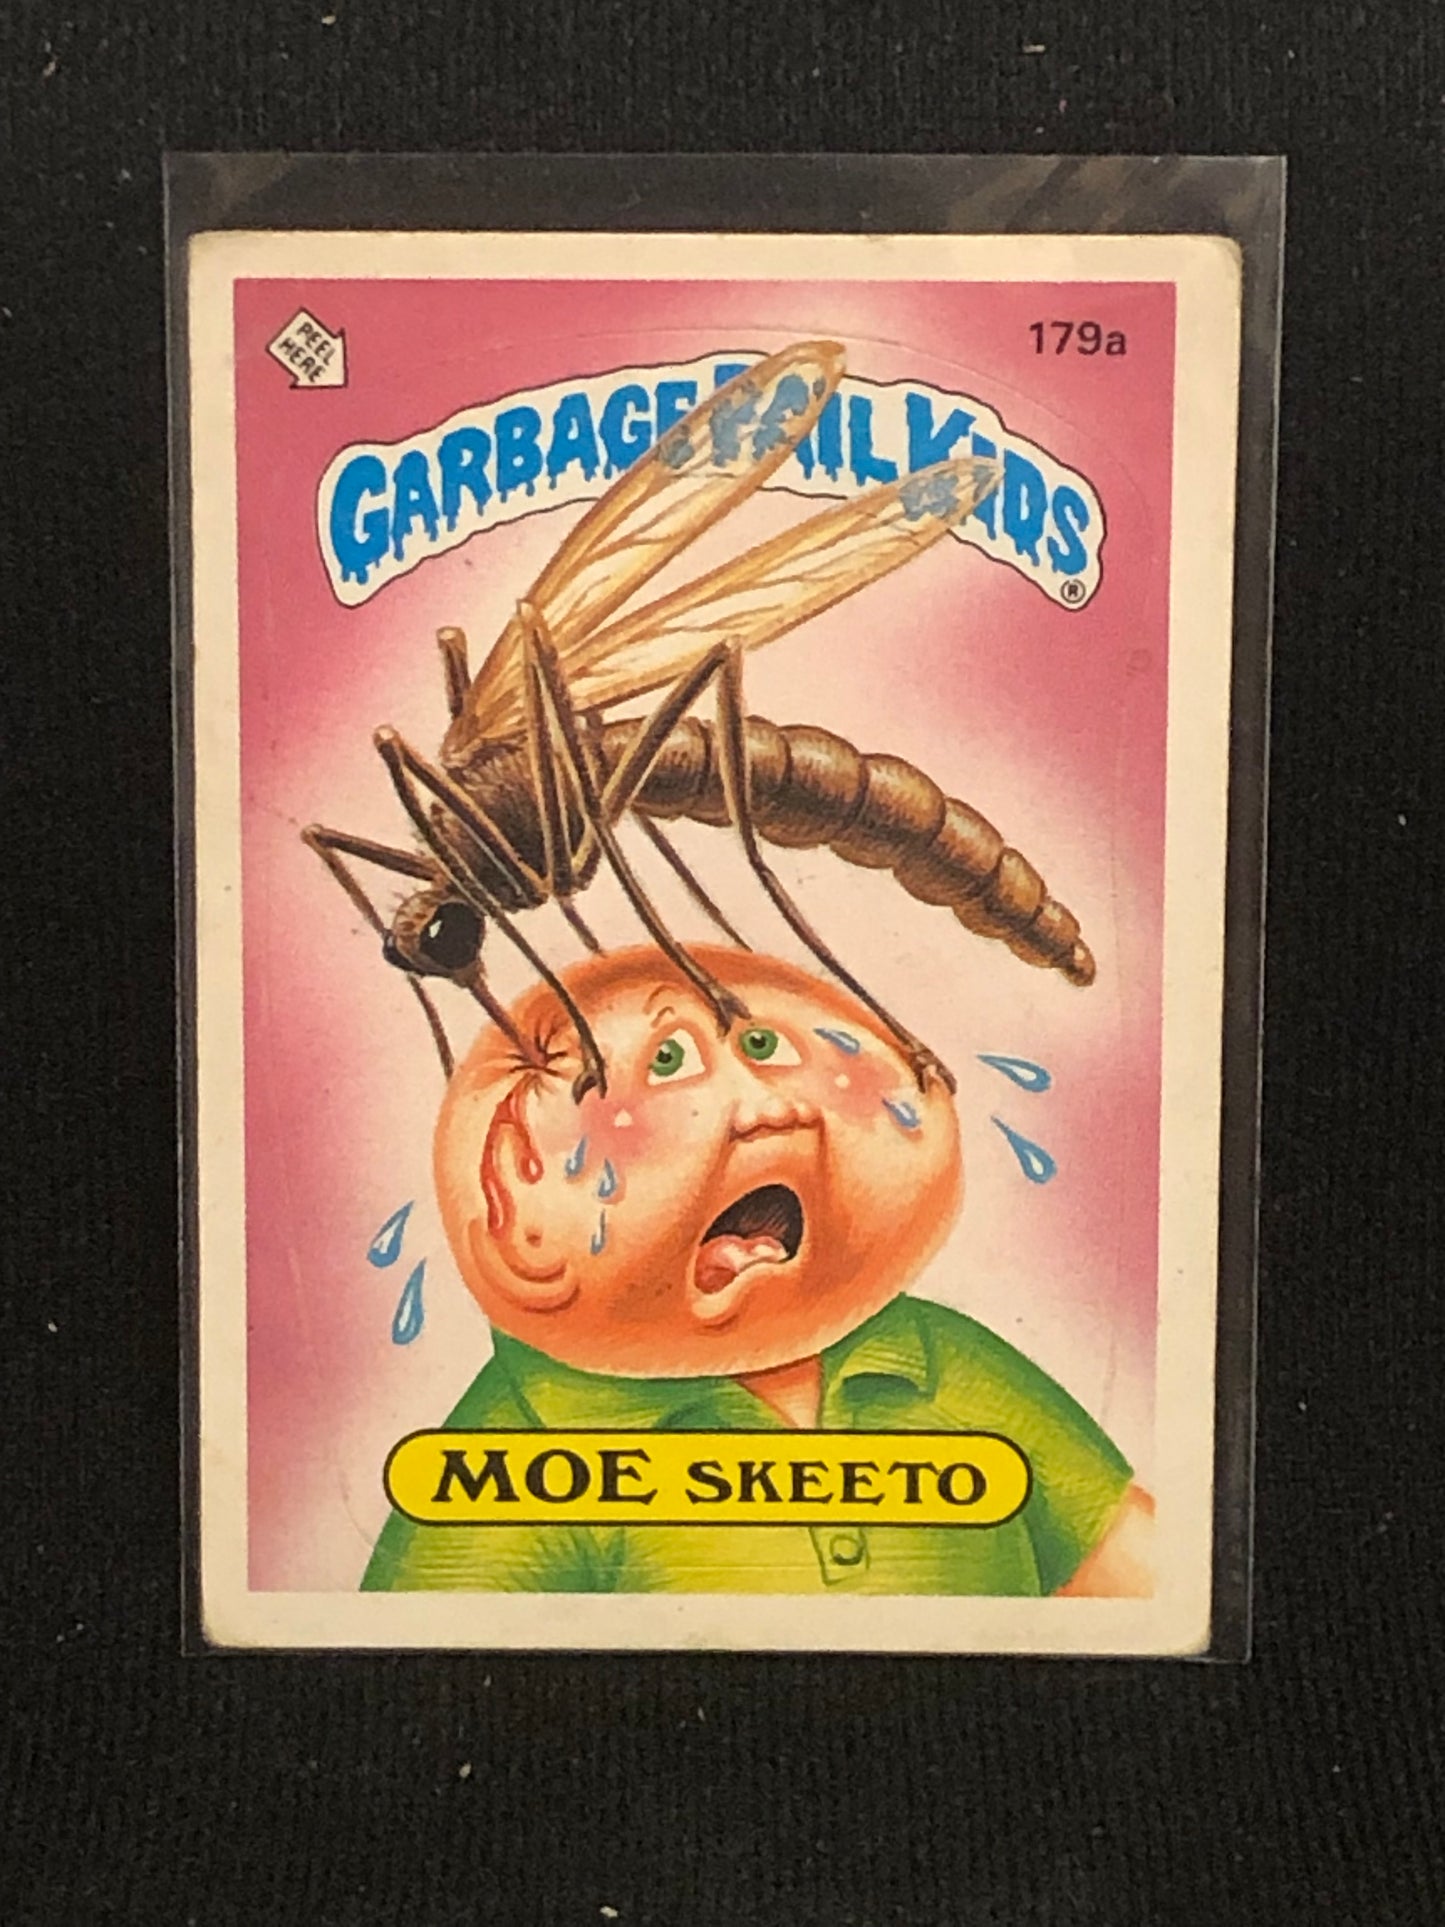 PEEL
HERE
179a
GARBAGE PAIL KIDS
®
MOE SKEETO